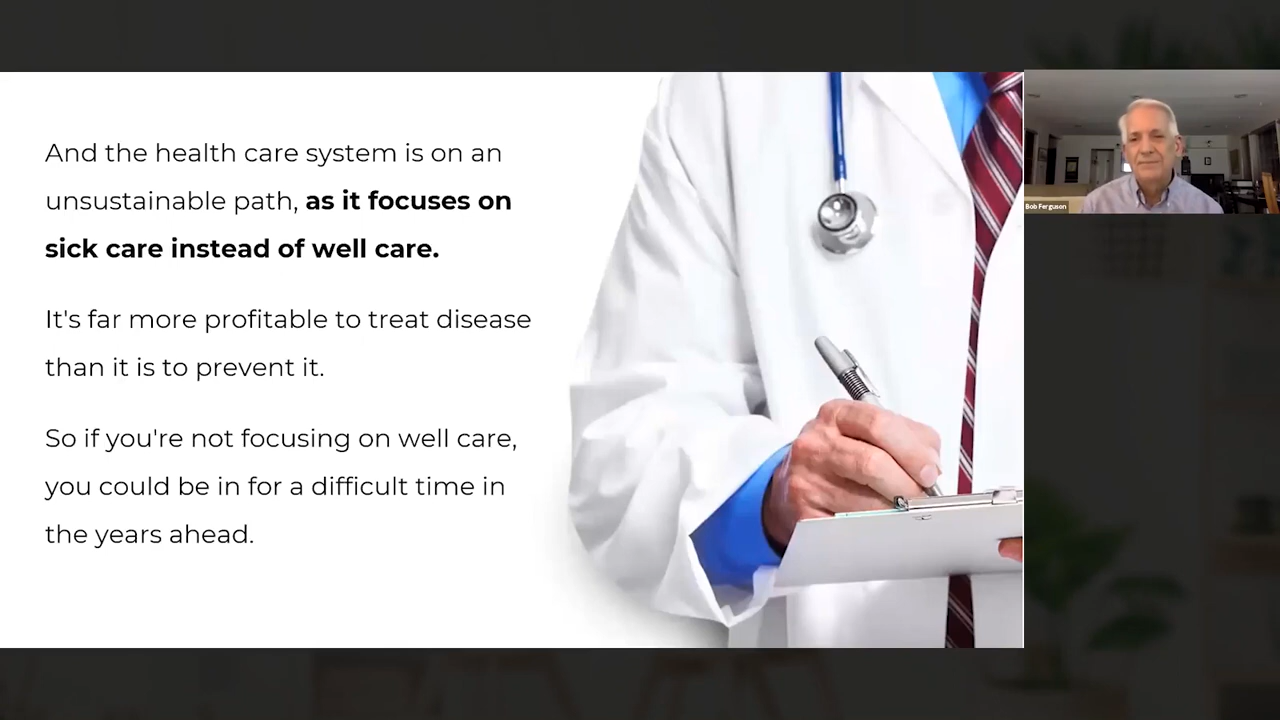 And the health care system is on an
unsustainable path, as it focuses on
sick care instead of well care.
It's far more profitable to treat disease
than it is to prevent it.
So if you're not focusing on well care,
you could be in for a difficult time in
the years ahead.
Bob Ferguson